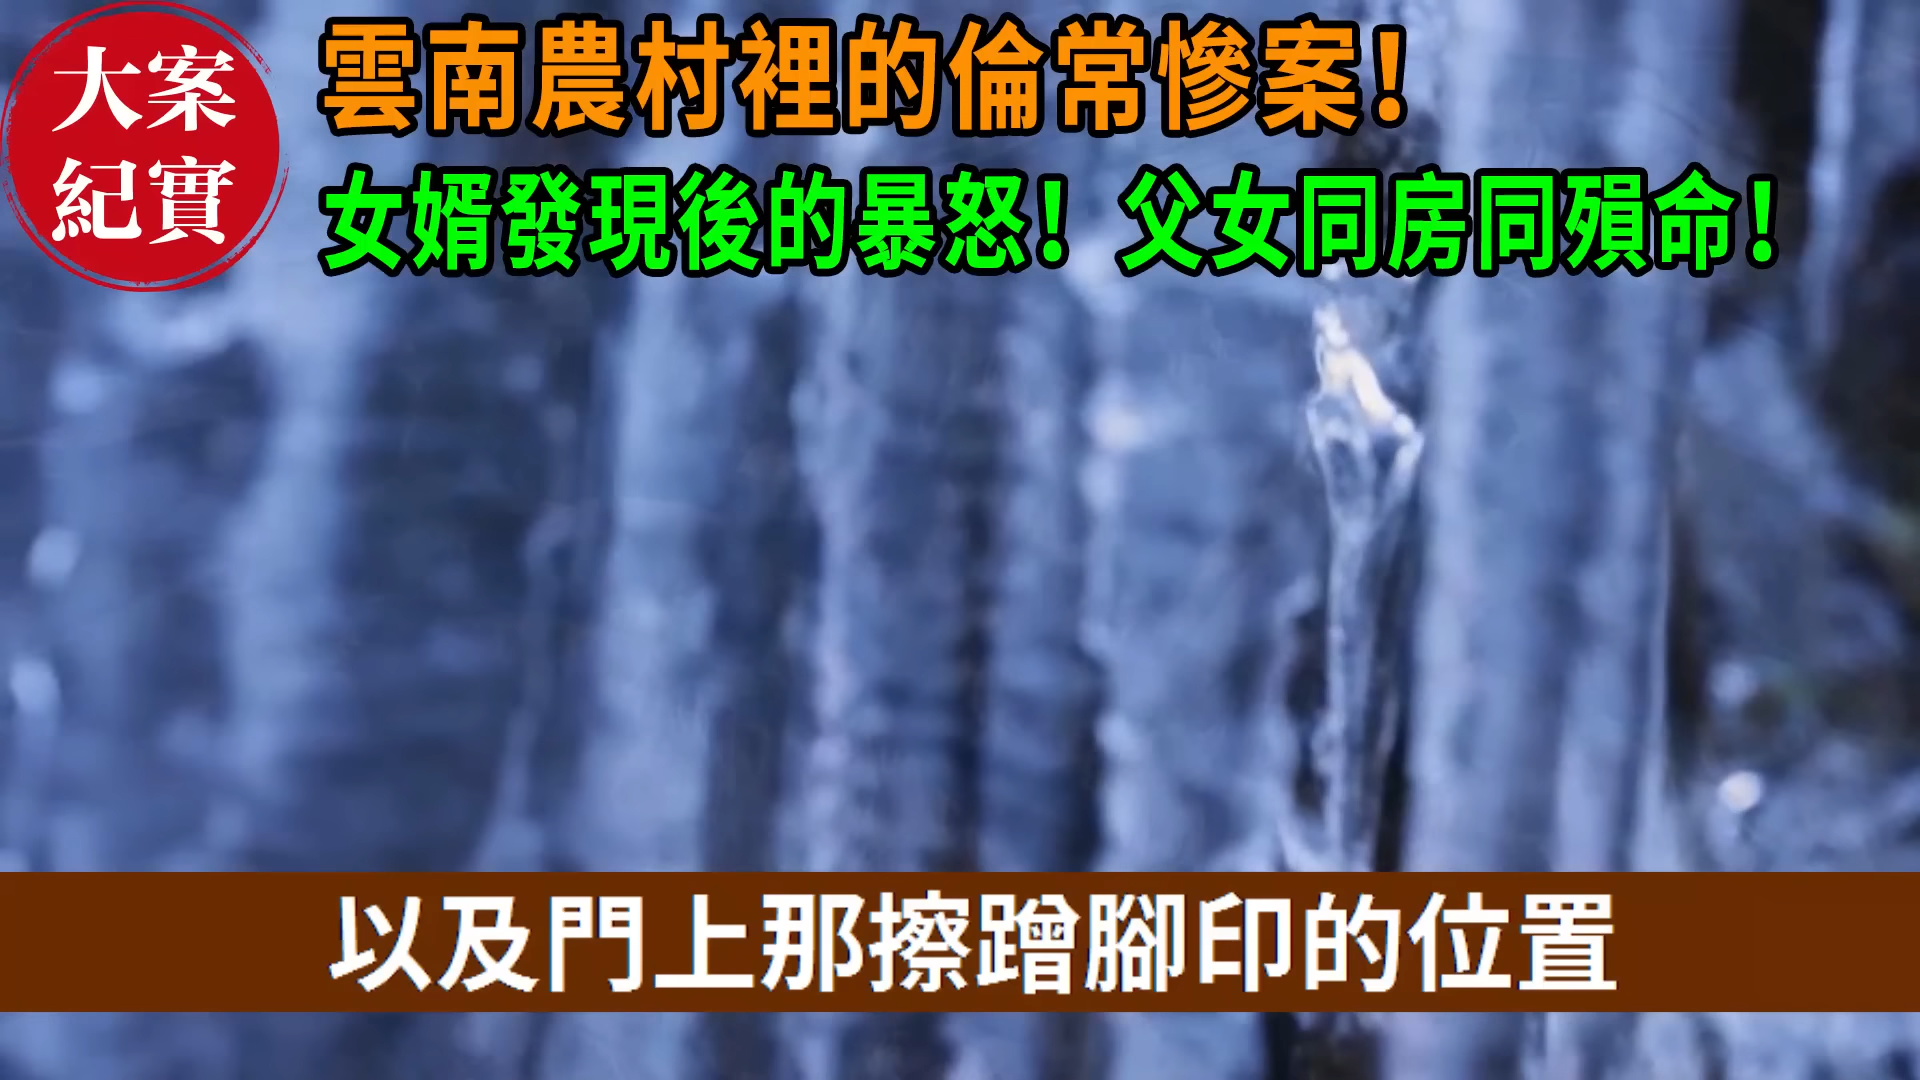 大案
紀實
雲南農村裡的倫常慘案!
女婿發現後的暴怒!父女同房同殞命!
以及門上那擦蹭腳印的位置